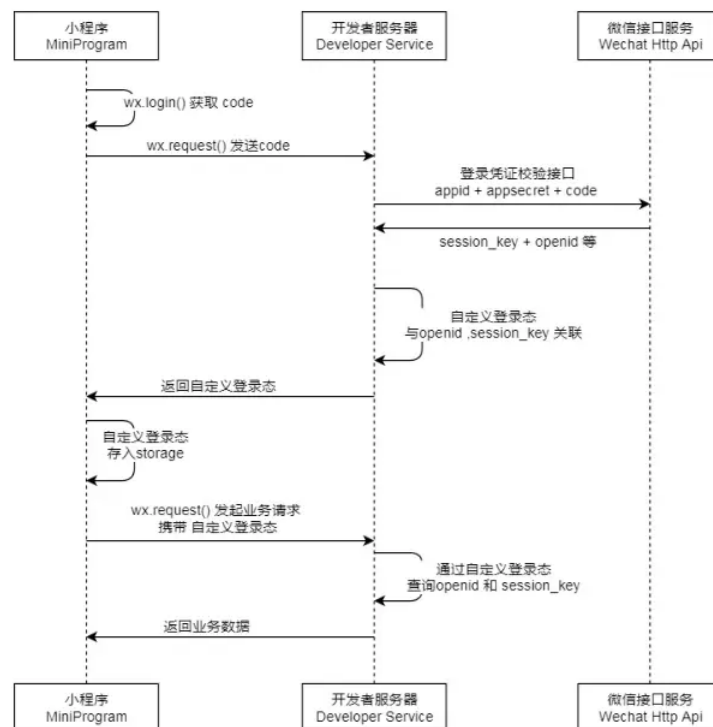 小程序
MiniProgram
开发者服务器
Developer Service
微信接口服务
Wechat Http Api
wx.login() 获取 code
wx.request() 发送code
登录凭证校验接口
appid + appsecret + code
session_key + openid 等
自定义登录态
与openid ,session_key 关联
返回自定义登录态
自定义登录态
存入storage
wx.request() 发起业务请求
携带 自定义登录态
通过自定义登录态
查询openid 和 session_key
返回业务数据
小程序
MiniProgram
开发者服务器
Developer Service
微信接口服务
Wechat Http Api